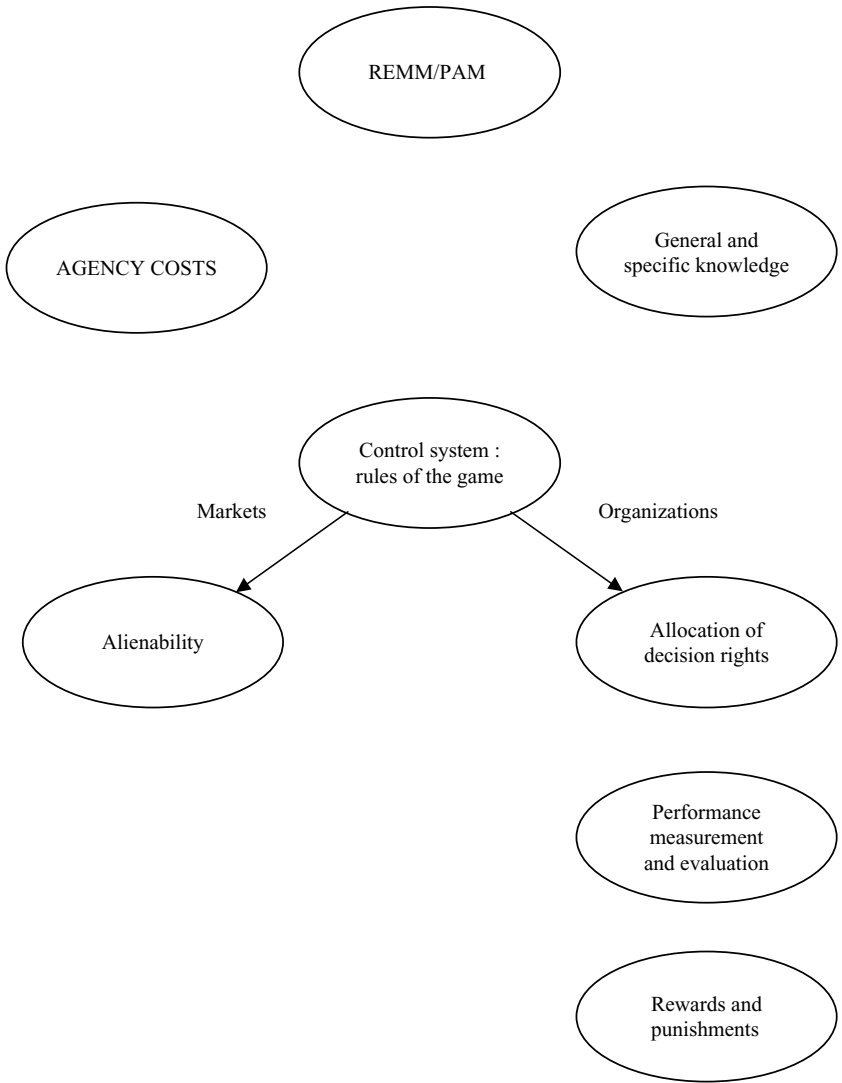 REMM/PAM
AGENCY COSTS
General and
specific knowledge
Control system :
rules of the game
Markets
Organizations
Alienability
Allocation of
decision rights
Performance
measurement
and evaluation
Rewards and
punishments